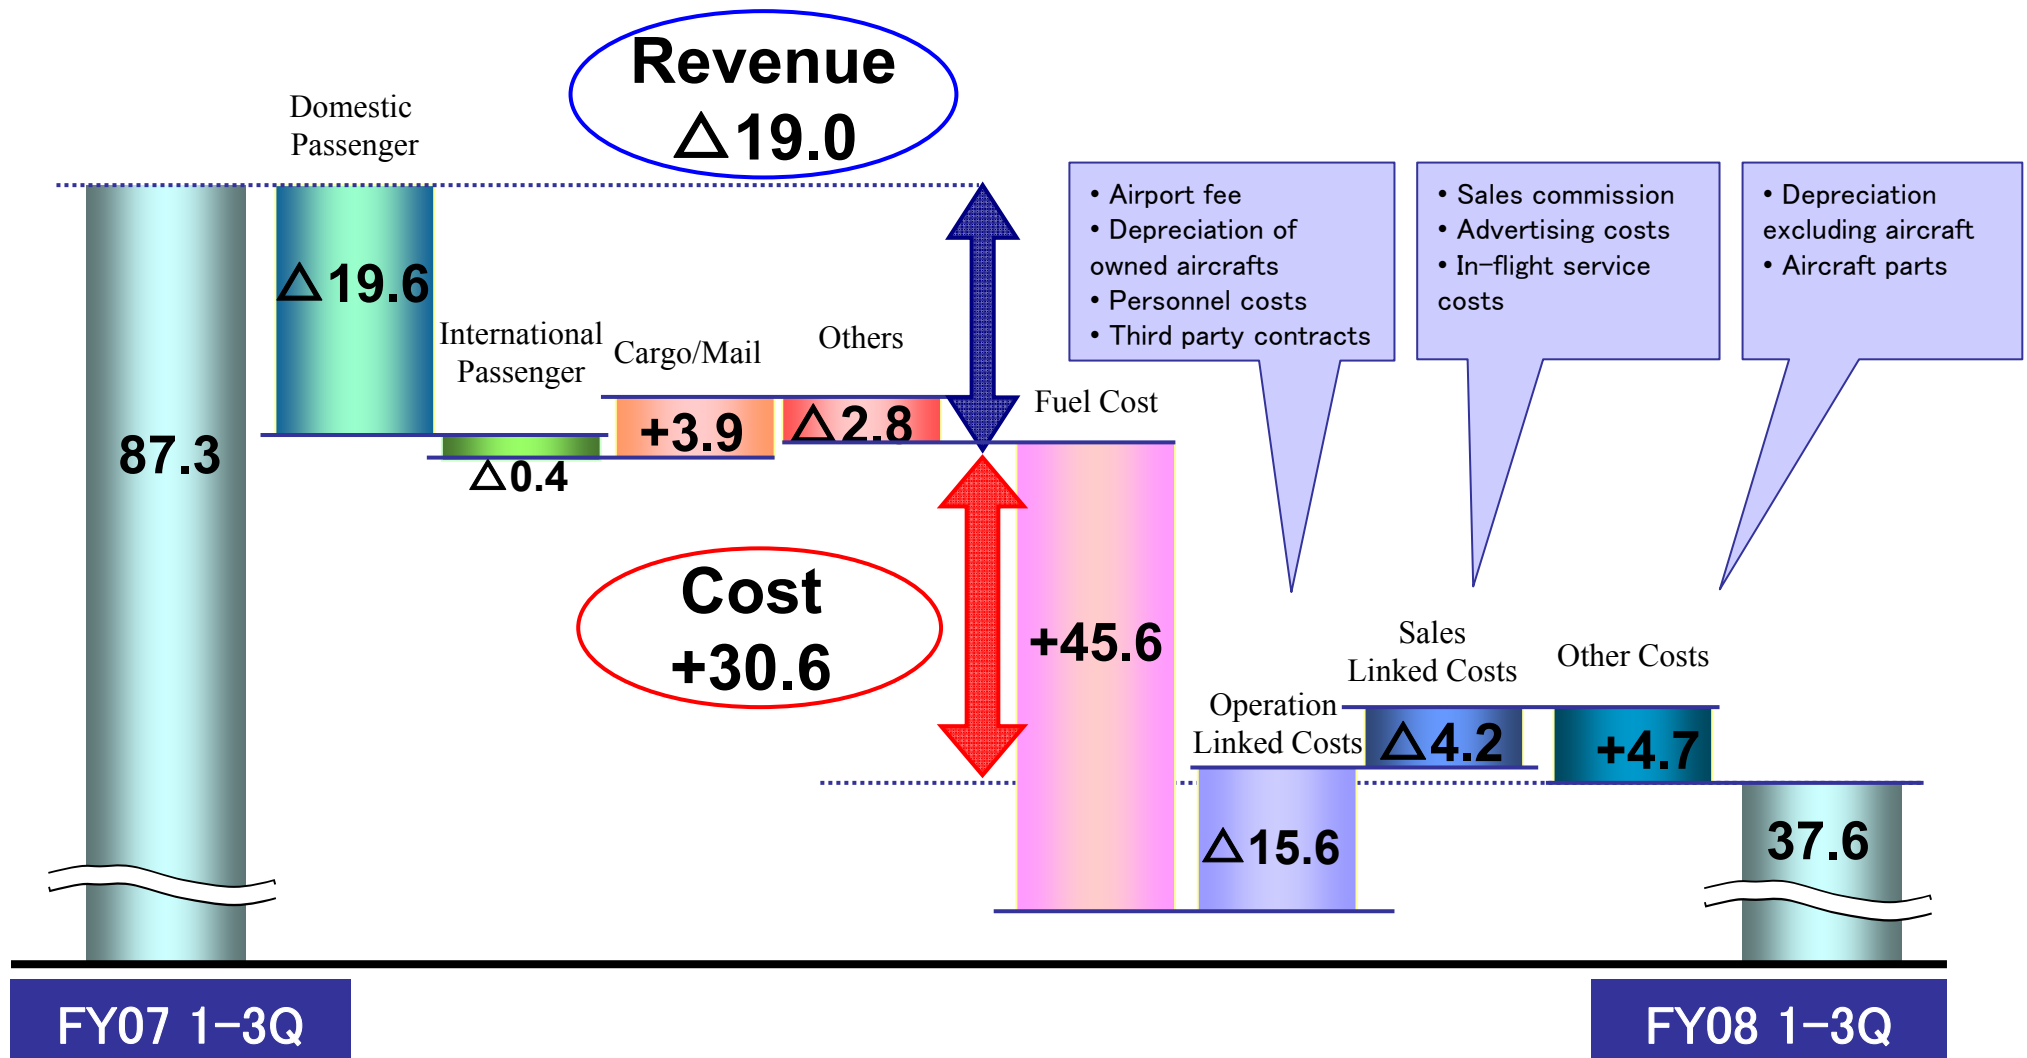 Revenue
△19.0
Domestic
Passenger
△19.6
International
Passenger
△0.4
Cargo/Mail
+3.9
Others
△2.8
87.3
Cost
+30.6
Fuel Cost
+45.6
• Airport fee
• Depreciation of
owned aircrafts
• Personnel costs
• Third party contracts
• Sales commission
• Advertising costs
• In-flight service
costs
• Depreciation
excluding aircraft
• Aircraft parts
Operation
Linked Costs
△15.6
Sales
Linked Costs
△4.2
Other Costs
+4.7
37.6
FY07 1-3Q
FY08 1-3Q